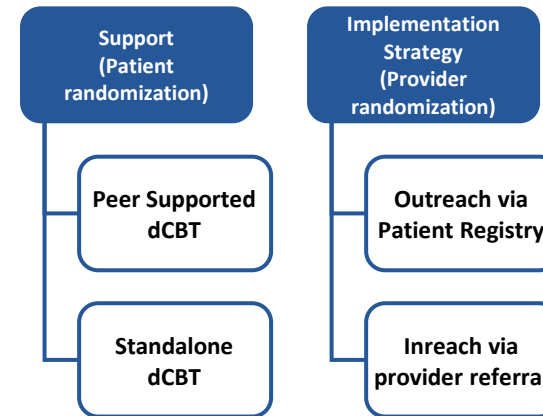 Support
(Patient
randomization)
Peer Supported
dCBT
Standalone
dCBT
Implementation
Strategy
(Provider
randomization)
Outreach via
Patient Registry
Inreach via
provider referra